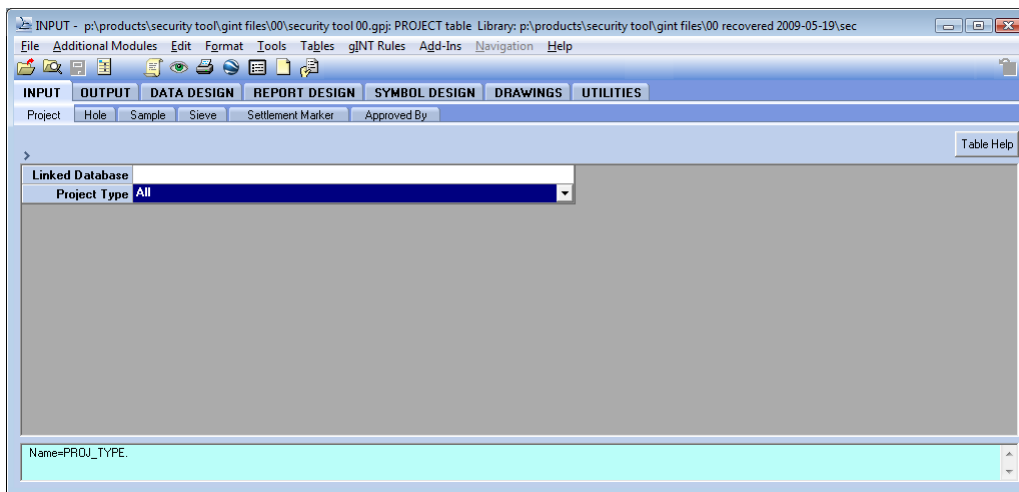 INPUT - p:\products\security tool\gint files\00\security tool 00.gpj: PROJECT table Library: p:\products\security tool\gint files\00 recovered 2009-05-19\sec
File Additional Modules Edit Format Tools Tables gINT Rules Add-Ins Navigation Help
INPUT OUTPUT DATA DESIGN REPORT DESIGN SYMBOL DESIGN DRAWINGS UTILITIES
Project Hole Sample Sieve Settlement Marker Approved By
Table Help
Linked Database
Project Type All
Name=PROJ_TYPE.